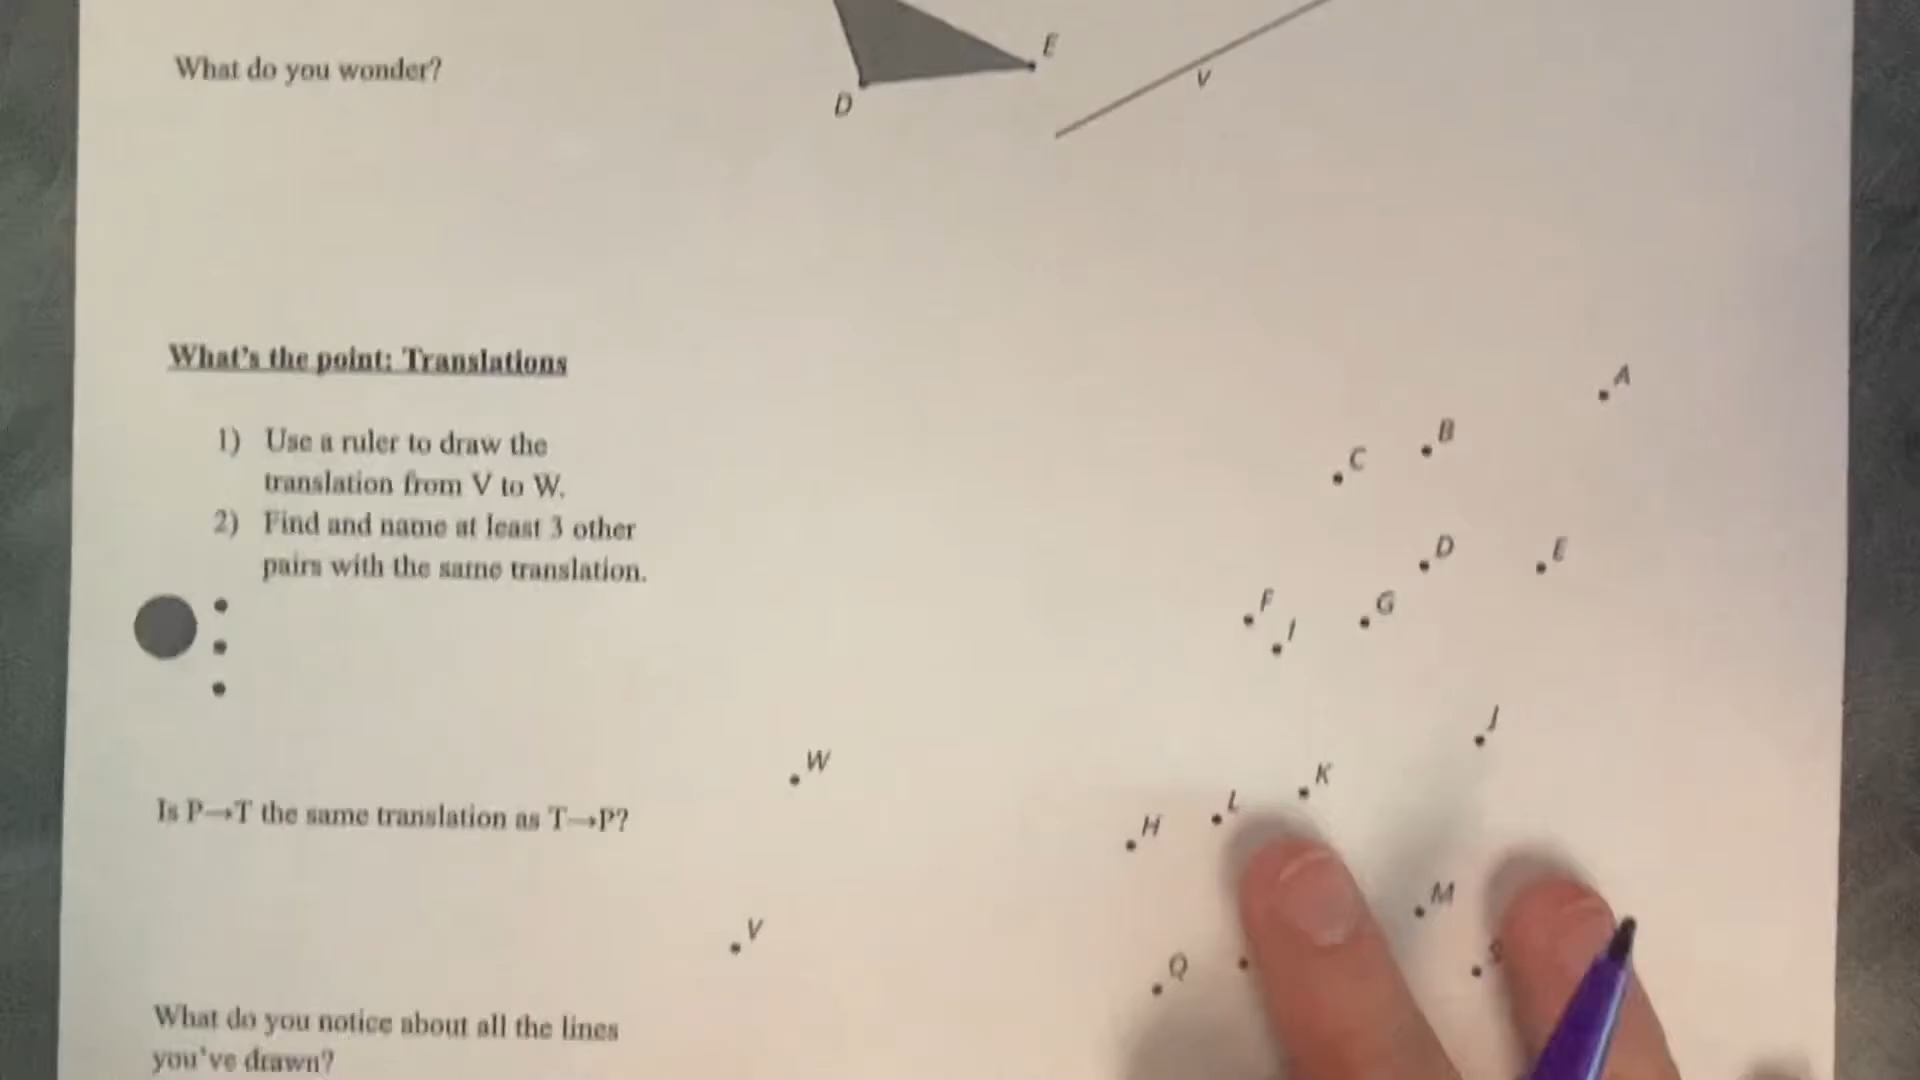 What do you wonder?
E
D
V
What's the point: Translations
A
1) Use a ruler to draw the
translation from V to W.
B
C
2) Find and name at least 3 other
pairs with the same translation.
D
E
F
G
I
J
W
K
Is P→T the same translation as T→P?
L
H
M
V
Q
S
What do you notice about all the lines
you've drawn?